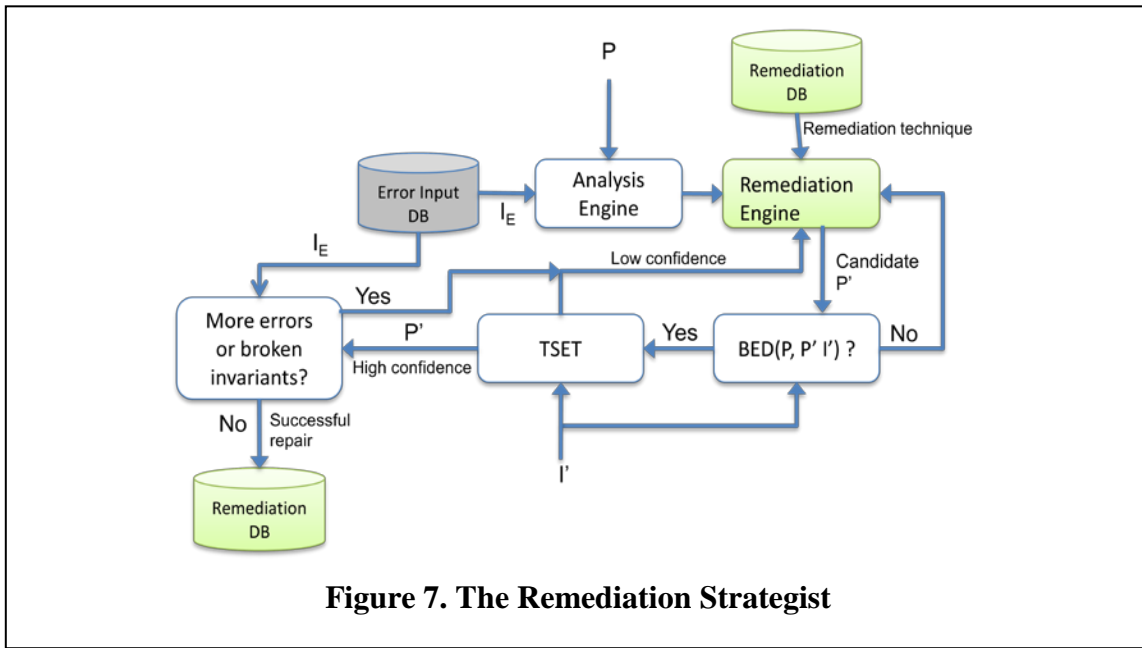 P
Remediation
DB
Remediation technique
Error Input
DB
I_E
Analysis
Engine
Remediation
Engine
I_E
Low confidence
Candidate
P'
Yes
More errors
or broken
invariants?
P'
High confidence
TSET
Yes
BED(P, P' I') ?
No
No
Successful
repair
I'
Remediation
DB
Figure 7. The Remediation Strategist